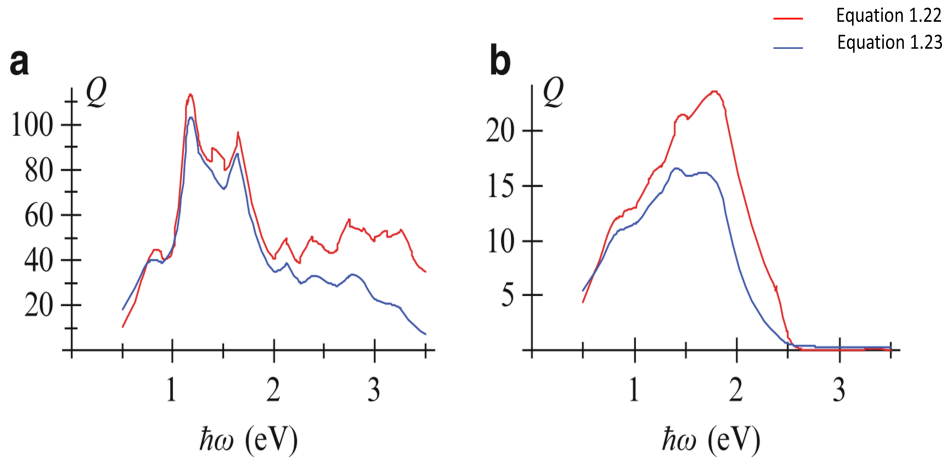 Equation 1.22
Equation 1.23
a
Q
100
80
60
40
20
1 2 3
ħω (eV)
b
Q
20
15
10
5
1 2 3
ħω (eV)